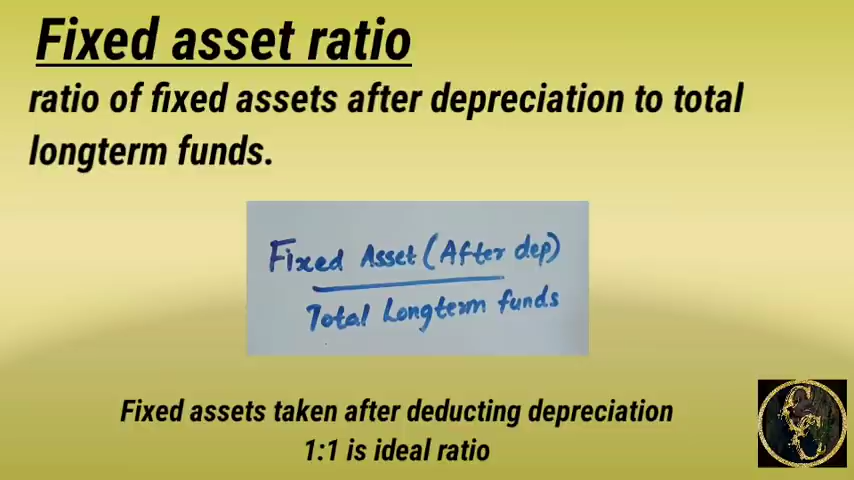 Fixed asset ratio
ratio of fixed assets after depreciation to total
longterm funds.
Fixed Asset (After dep)
Total Longterm funds
Fixed assets taken after deducting depreciation
1:1 is ideal ratio